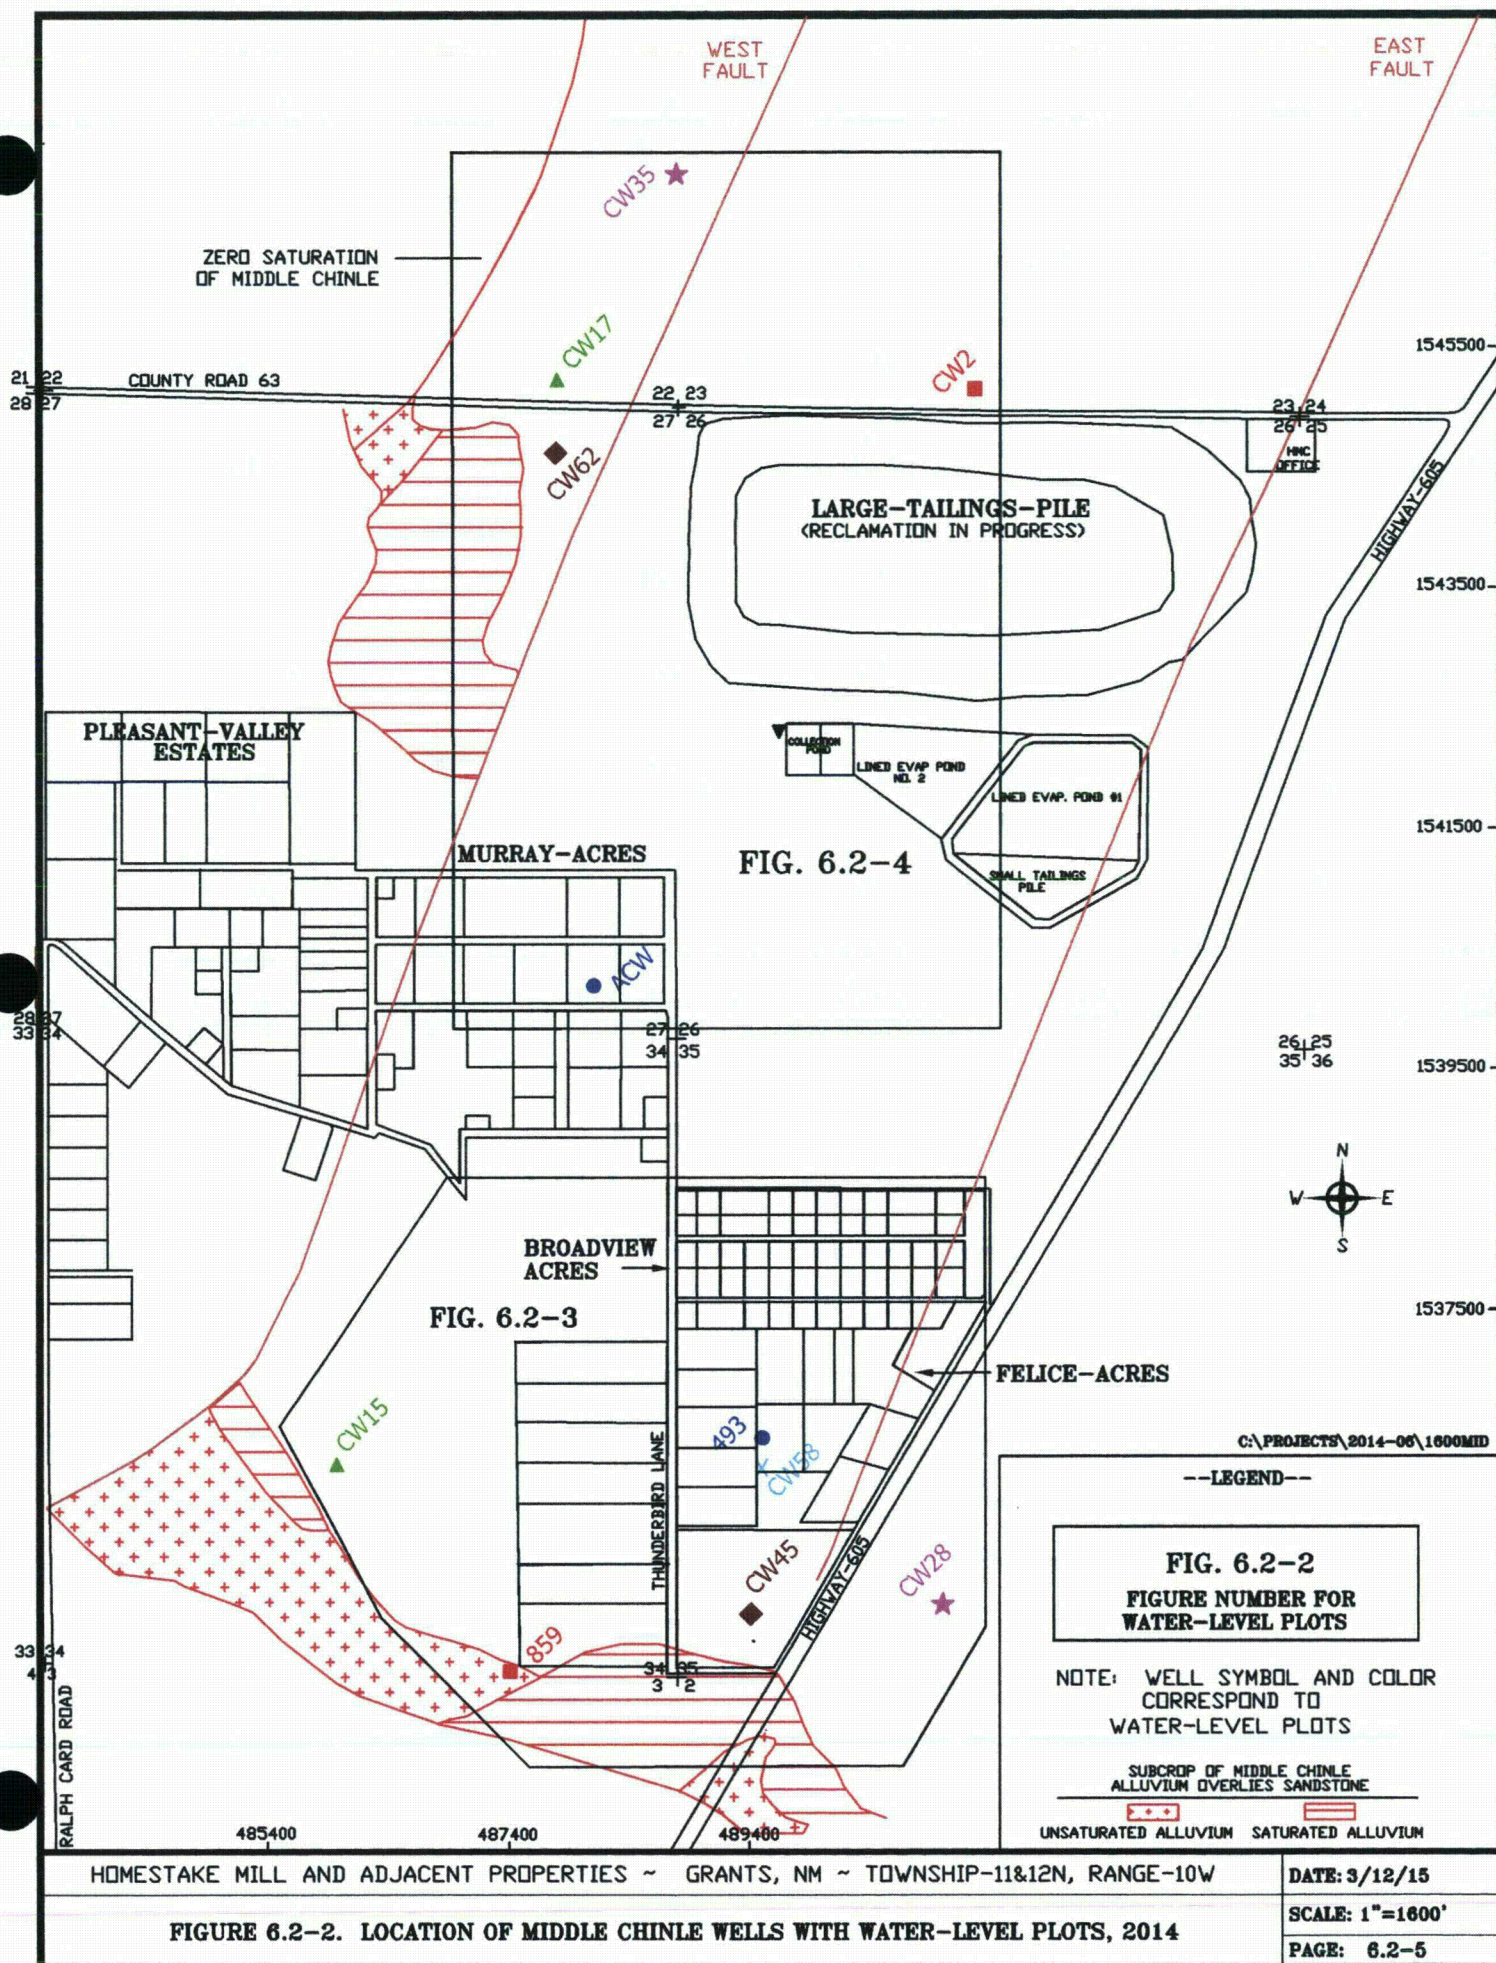 WEST
FAULT
EAST
FAULT
CW35
ZERO SATURATION
OF MIDDLE CHINLE
CW17
CW2
1545500
21 22
28 27
COUNTY ROAD 63
22 23
27 26
23 24
26 25
HMC
OFFICE
CW62
HIGHWAY-605
LARGE-TAILINGS-PILE
(RECLAMATION IN PROGRESS)
1543500
PLEASANT-VALLEY
ESTATES
COLLECTION
POND
LINED EVAP POND
NO. 2
LINED EVAP. POND #1
1541500
MURRAY-ACRES
FIG. 6.2-4
SMALL TAILINGS
PILE
ACW
28 27
33 34
27 26
34 35
26 25
35 36
1539500
N
W E
S
BROADVIEW
ACRES
FIG. 6.2-3
1537500
FELICE-ACRES
CW15
493
CW58
THUNDERBIRD LANE
C:\PROJECTS\2014-06\1600MID
--LEGEND--
FIG. 6.2-2
FIGURE NUMBER FOR
WATER-LEVEL PLOTS
CW45
HIGHWAY-605
CW28
859
33 34
4 3
34 35
3 2
NOTE: WELL SYMBOL AND COLOR
CORRESPOND TO
WATER-LEVEL PLOTS
RALPH CARD ROAD
SUBCROP OF MIDDLE CHINLE
ALLUVIUM OVERLIES SANDSTONE
UNSATURATED ALLUVIUM SATURATED ALLUVIUM
485400
487400
489400
HOMESTAKE MILL AND ADJACENT PROPERTIES ~ GRANTS, NM ~ TOWNSHIP-11&12N, RANGE-10W
DATE: 3/12/15
SCALE: 1"=1600'
FIGURE 6.2-2. LOCATION OF MIDDLE CHINLE WELLS WITH WATER-LEVEL PLOTS, 2014
PAGE: 6.2-5